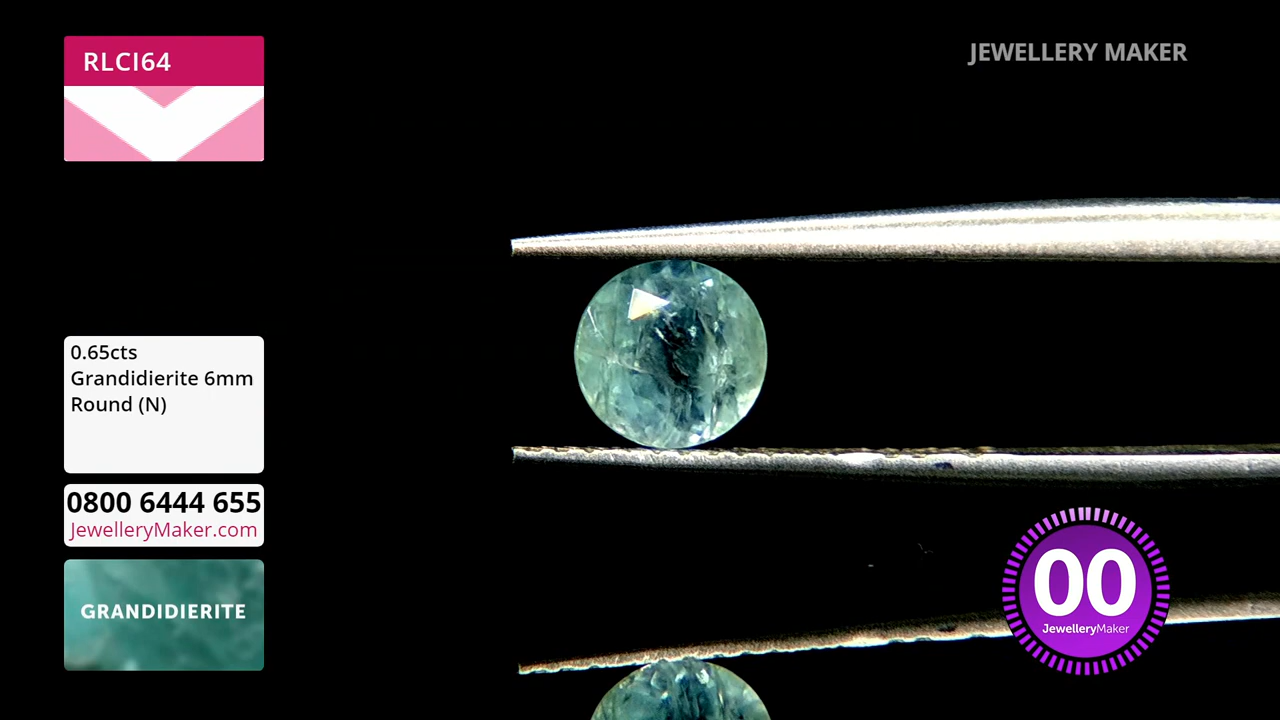 RLCI64
JEWELLERY MAKER
0.65cts
Grandidierite 6mm
Round (N)
0800 6444 655
JewelleryMaker.com
GRANDIDIERITE
00
JewelleryMaker